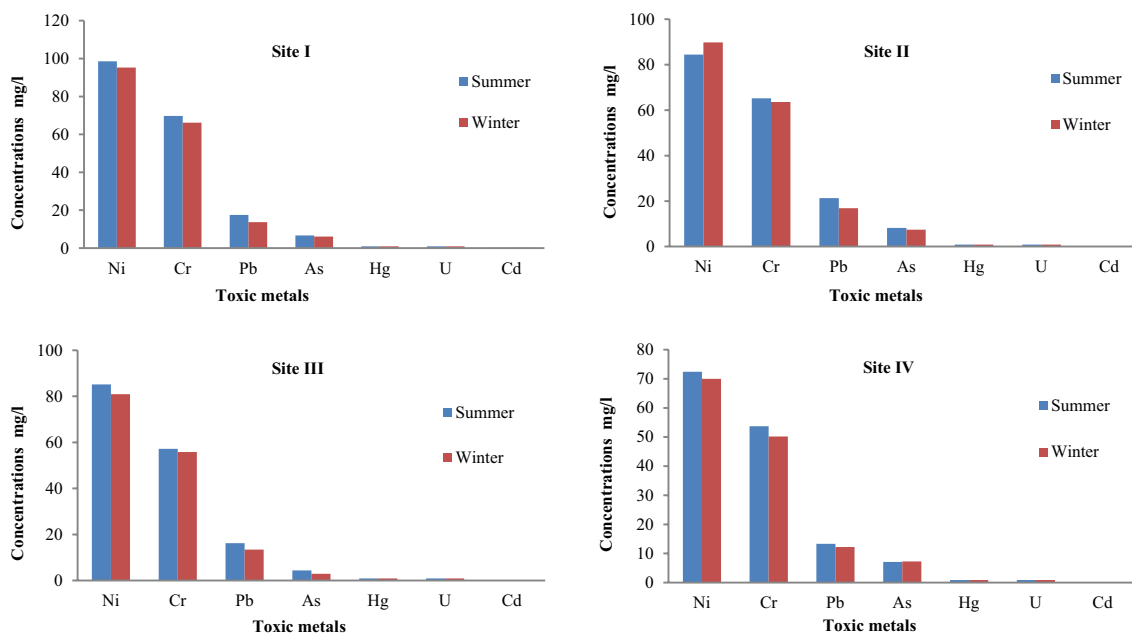 Site I
Concentrations mg/l
120
100
80
60
40
20
0
Summer
Winter
Ni Cr Pb As Hg U Cd
Toxic metals
Site II
Concentrations mg/l
100
80
60
40
20
0
Summer
Winter
Ni Cr Pb As Hg U Cd
Toxic metals
Site III
Concentrations mg/l
100
80
60
40
20
0
Summer
Winter
Ni Cr Pb As Hg U Cd
Toxic metals
Site IV
Concentrations mg/l
80
70
60
50
40
30
20
10
0
Summer
Winter
Ni Cr Pb As Hg U Cd
Toxic metals